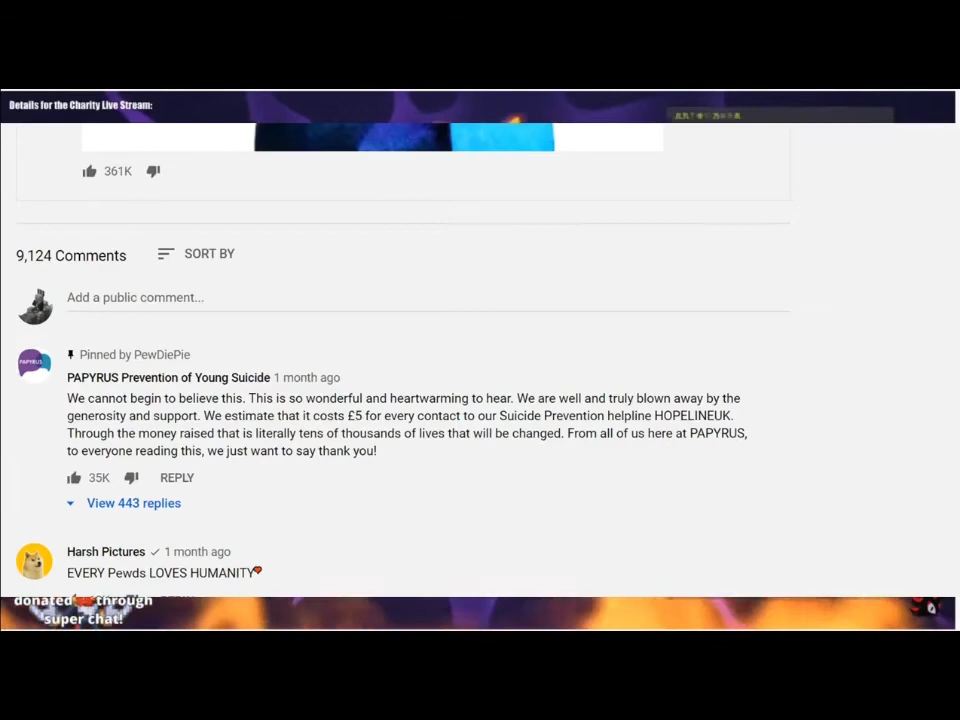 Details for the Charity Live Stream:
361K
9,124 Comments
SORT BY
Add a public comment...
PAPYRUS
Pinned by PewDiePie
PAPYRUS Prevention of Young Suicide 1 month ago
We cannot begin to believe this. This is so wonderful and heartwarming to hear. We are well and truly blown away by the
generosity and support. We estimate that it costs £5 for every contact to our Suicide Prevention helpline HOPELINEUK.
Through the money raised that is literally tens of thousands of lives that will be changed. From all of us here at PAPYRUS,
to everyone reading this, we just want to say thank you!
35K
REPLY
View 443 replies
Harsh Pictures 1 month ago
EVERY Pewds LOVES HUMANITY
donated through
super chat!